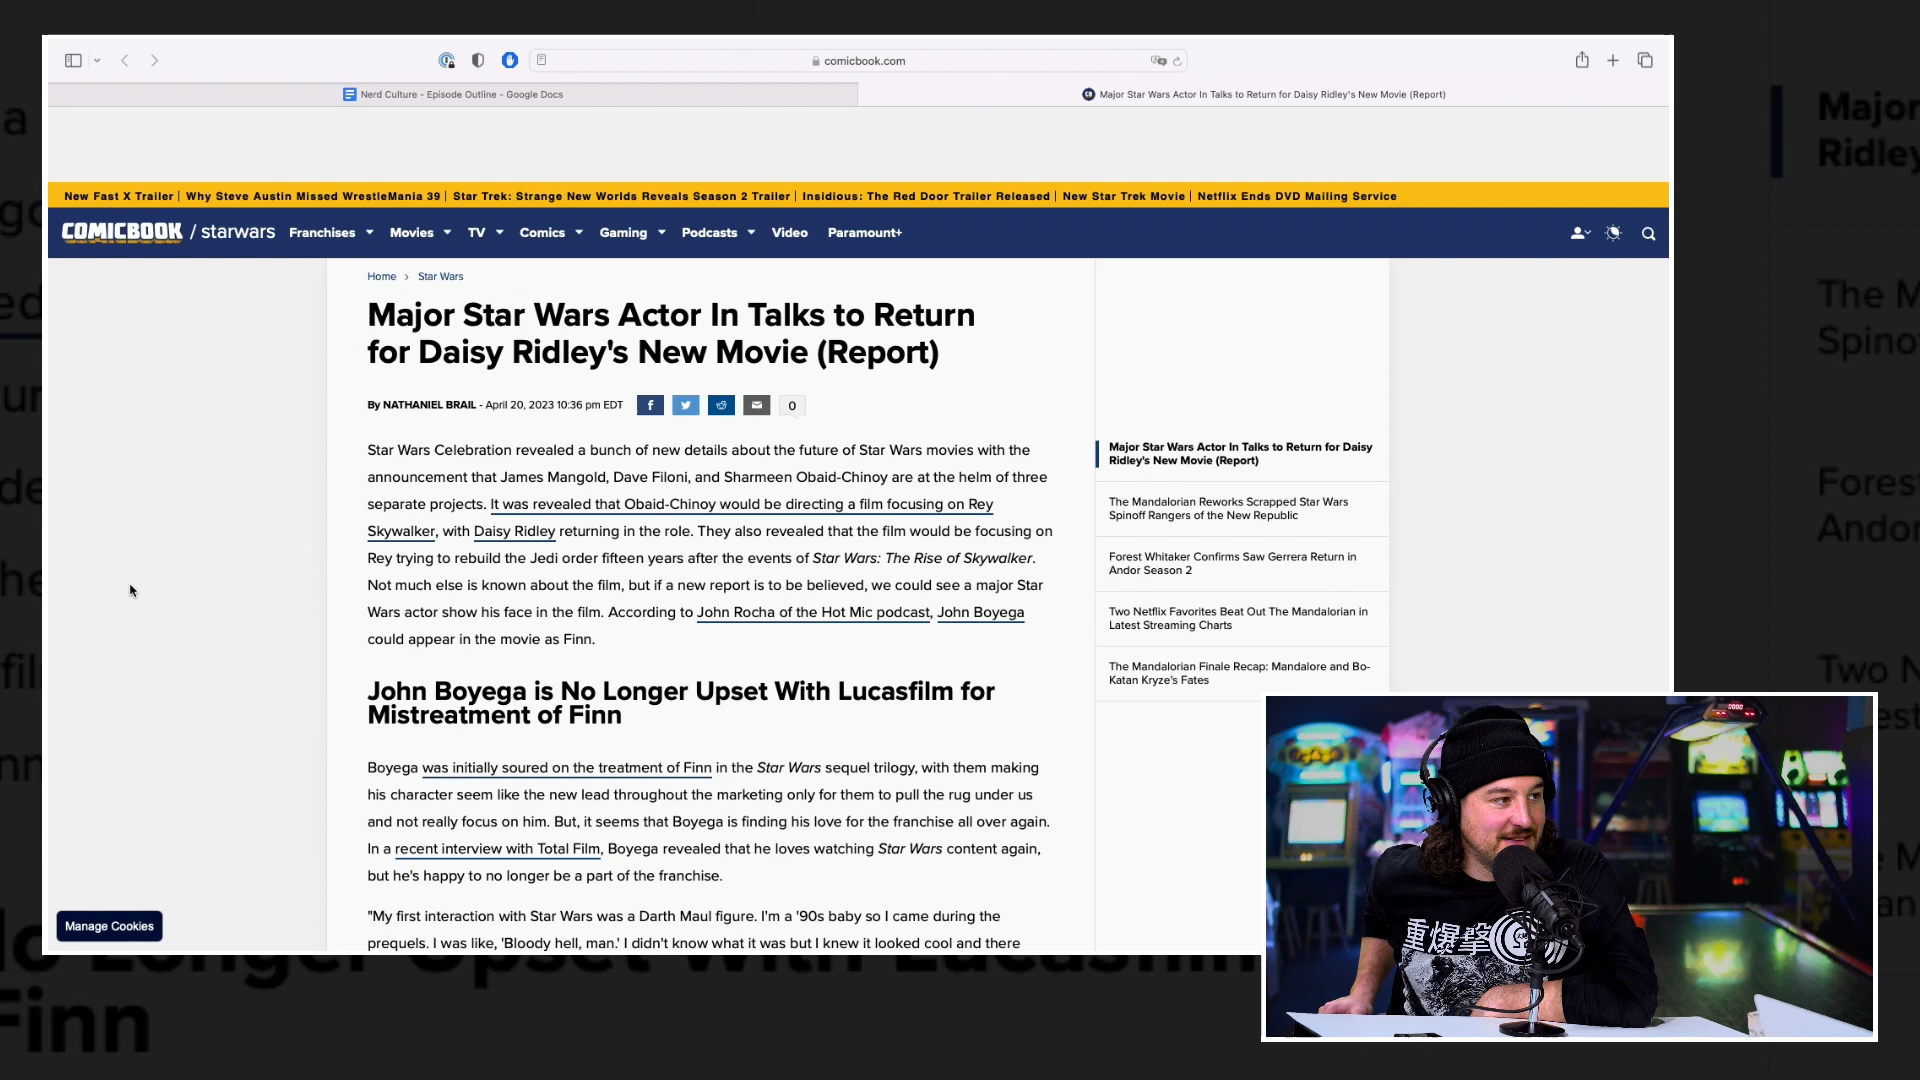 comicbook.com
Nerd Culture - Episode Outline - Google Docs
Major Star Wars Actor In Talks to Return for Daisy Ridley's New Movie (Report)
New Fast X Trailer | Why Steve Austin Missed WrestleMania 39 | Star Trek: Strange New Worlds Reveals Season 2 Trailer | Insidious: The Red Door Trailer Released | New Star Trek Movie | Netflix Ends DVD Mailing Service
COMICBOOK / starwars Franchises Movies TV Comics Gaming Podcasts Video Paramount+
Home > Star Wars
Major Star Wars Actor In Talks to Return
for Daisy Ridley's New Movie (Report)
By NATHANIEL BRAIL - April 20, 2023 10:36 pm EDT
0
Star Wars Celebration revealed a bunch of new details about the future of Star Wars movies with the
announcement that James Mangold, Dave Filoni, and Sharmeen Obaid-Chinoy are at the helm of three
separate projects. It was revealed that Obaid-Chinoy would be directing a film focusing on Rey
Skywalker, with Daisy Ridley returning in the role. They also revealed that the film would be focusing on
Rey trying to rebuild the Jedi order fifteen years after the events of Star Wars: The Rise of Skywalker.
Not much else is known about the film, but if a new report is to be believed, we could see a major Star
Wars actor show his face in the film. According to John Rocha of the Hot Mic podcast, John Boyega
could appear in the movie as Finn.
John Boyega is No Longer Upset With Lucasfilm for
Mistreatment of Finn
Boyega was initially soured on the treatment of Finn in the Star Wars sequel trilogy, with them making
his character seem like the new lead throughout the marketing only for them to pull the rug under us
and not really focus on him. But, it seems that Boyega is finding his love for the franchise all over again.
In a recent interview with Total Film, Boyega revealed that he loves watching Star Wars content again,
but he's happy to no longer be a part of the franchise.
"My first interaction with Star Wars was a Darth Maul figure. I'm a '90s baby so I came during the
prequels. I was like, 'Bloody hell, man.' I didn't know what it was but I knew it looked cool and there
Manage Cookies
Major Star Wars Actor In Talks to Return for Daisy
Ridley's New Movie (Report)
The Mandalorian Reworks Scrapped Star Wars
Spinoff Rangers of the New Republic
Forest Whitaker Confirms Saw Gerrera Return in
Andor Season 2
Two Netflix Favorites Beat Out The Mandalorian in
Latest Streaming Charts
The Mandalorian Finale Recap: Mandalore and Bo-
Katan Kryze's Fates
重爆撃
Major
Ridley
The M
Spino
Forest
Andor
Two N
Finn